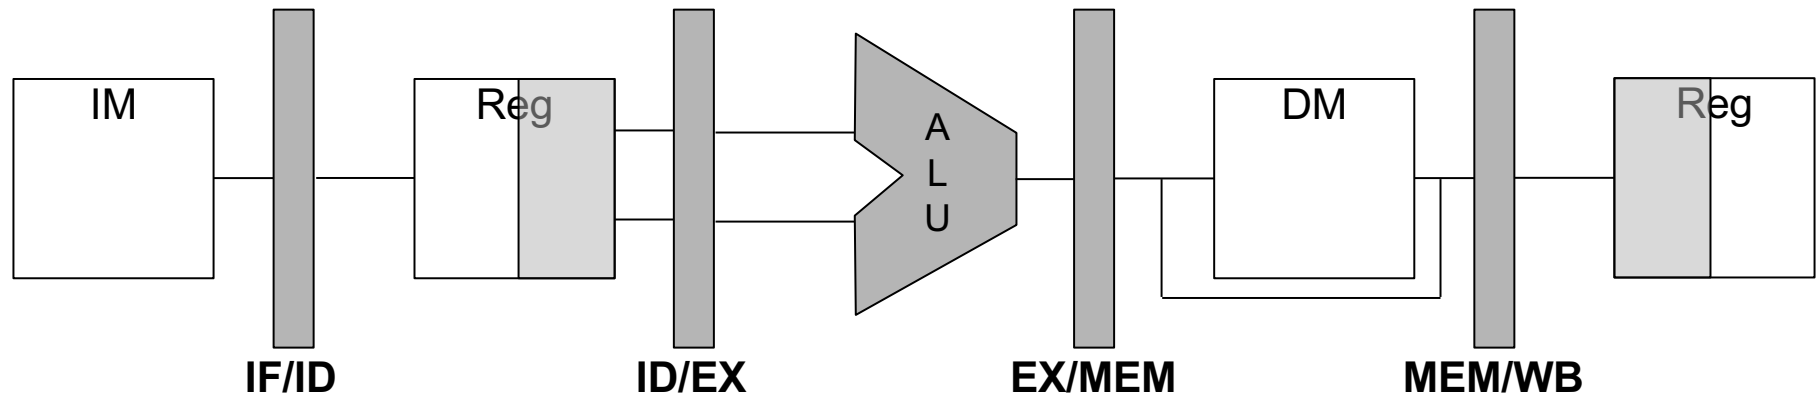 IM
Reg
A
L
U
DM
Reg
IF/ID
ID/EX
EX/MEM
MEM/WB